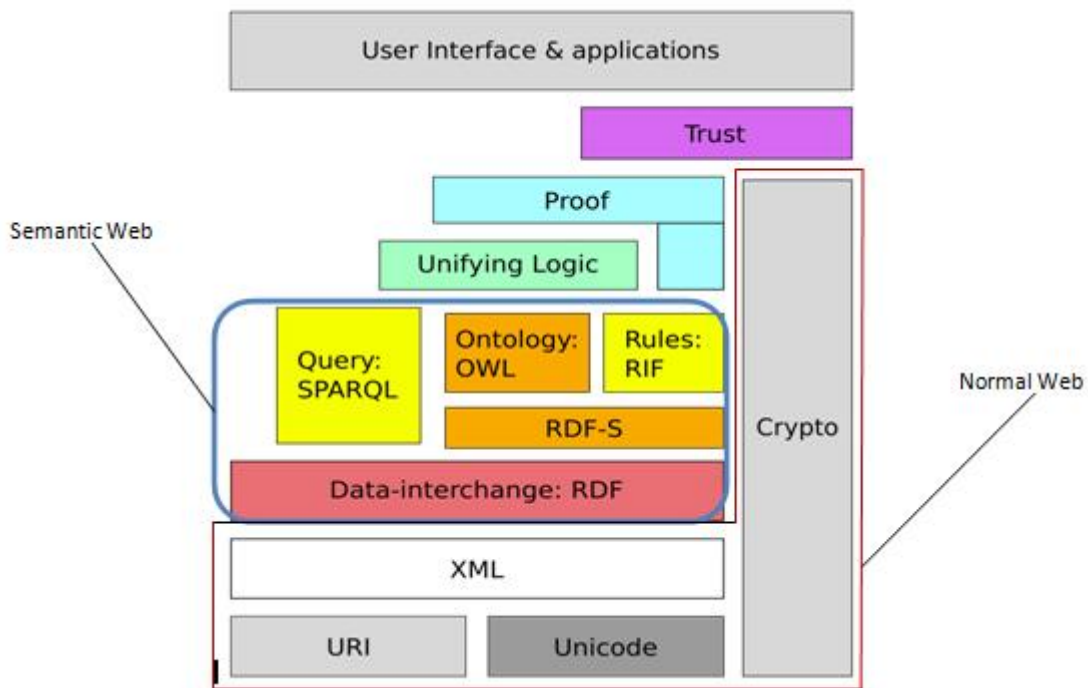 User Interface & applications
Trust
Proof
Semantic Web
Unifying Logic
Query:
SPARQL
Ontology:
OWL
Rules:
RIF
Normal Web
RDF-S
Crypto
Data-interchange: RDF
XML
URI
Unicode